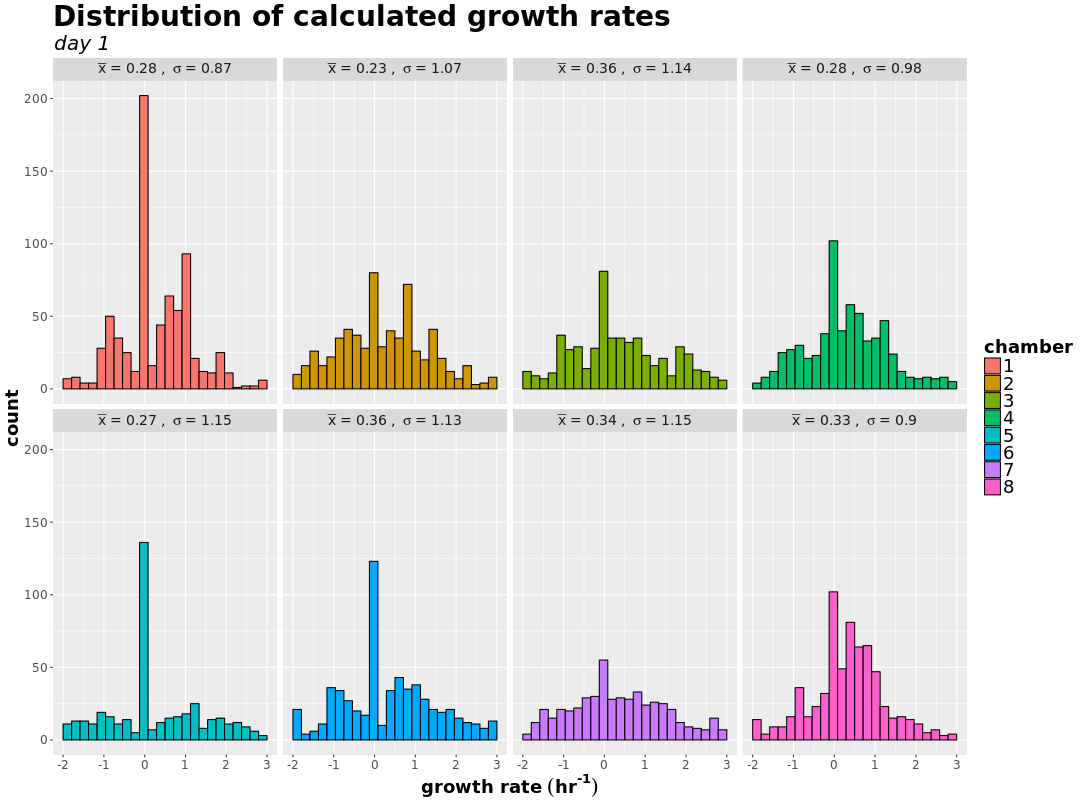 Distribution of calculated growth rates
day 1
x̅ = 0.28 , σ = 0.87
x̅ = 0.23 , σ = 1.07
x̅ = 0.36 , σ = 1.14
x̅ = 0.28 , σ = 0.98
200
150
100
50
0
x̅ = 0.27 , σ = 1.15
x̅ = 0.36 , σ = 1.13
x̅ = 0.34 , σ = 1.15
x̅ = 0.33 , σ = 0.9
200
150
100
50
0
-2 -1 0 1 2 3
-2 -1 0 1 2 3
-2 -1 0 1 2 3
-2 -1 0 1 2 3
growth rate (hr⁻¹)
count
chamber
1
2
3
4
5
6
7
8